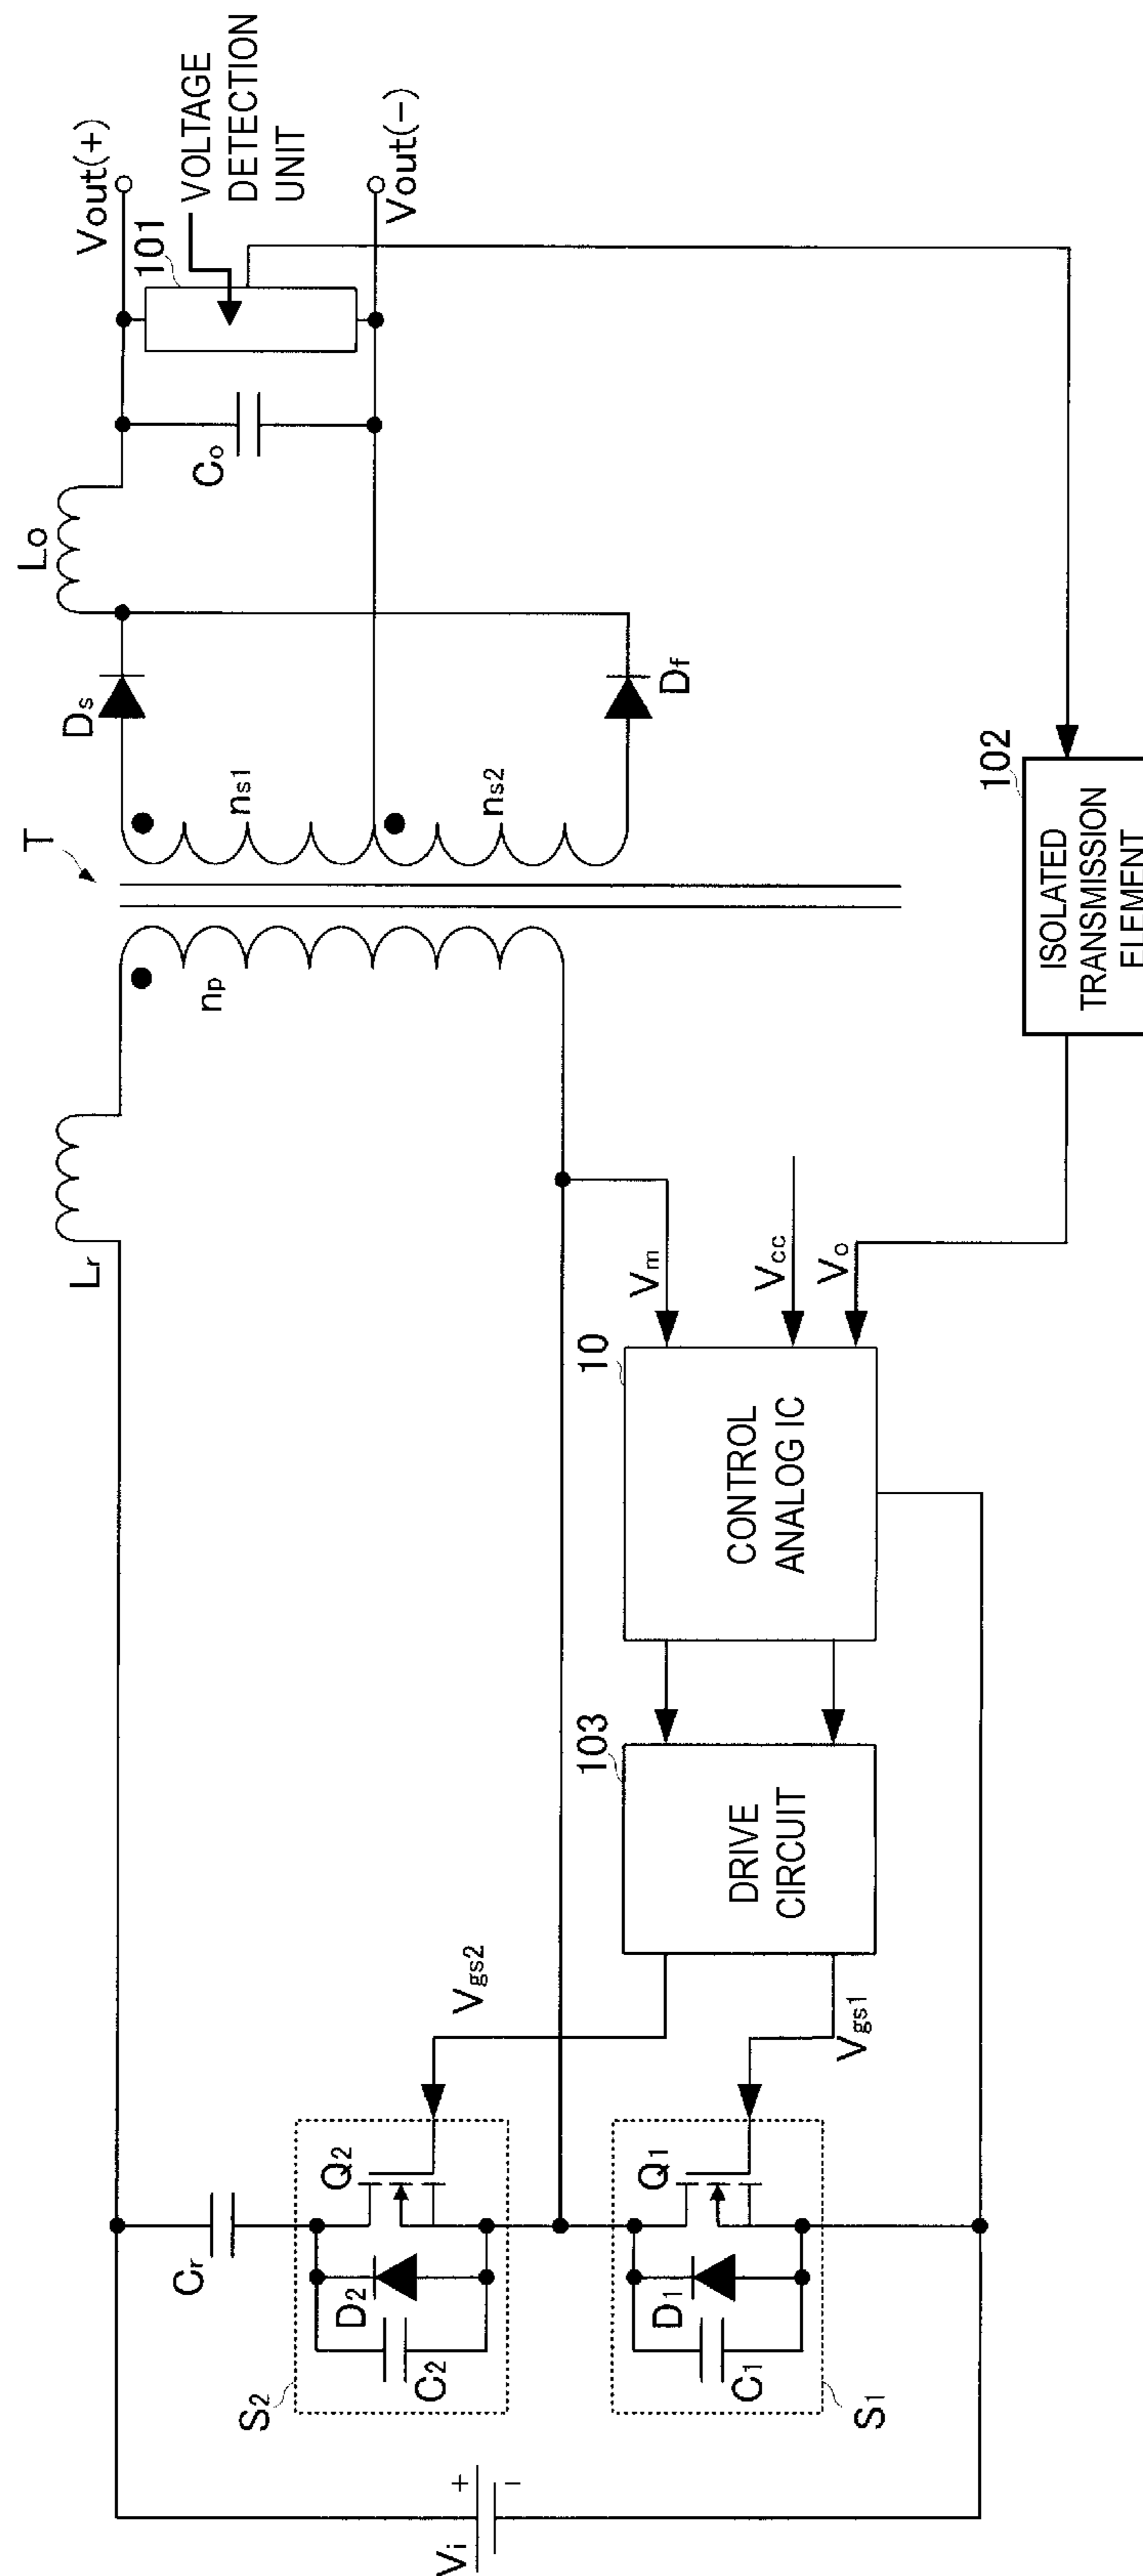 Vi
+
-
Cr
S2
Q2
D2
C2
S1
Q1
D1
C1
Vgs2
Vgs1
103
DRIVE
CIRCUIT
10
CONTROL
ANALOG IC
Vm
Vcc
Vo
Lr
T
np
ns1
ns2
Ds
Df
Lo
Co
101
Vout(+)
VOLTAGE
DETECTION
UNIT
Vout(-)
102
ISOLATED
TRANSMISSION
ELEMENT